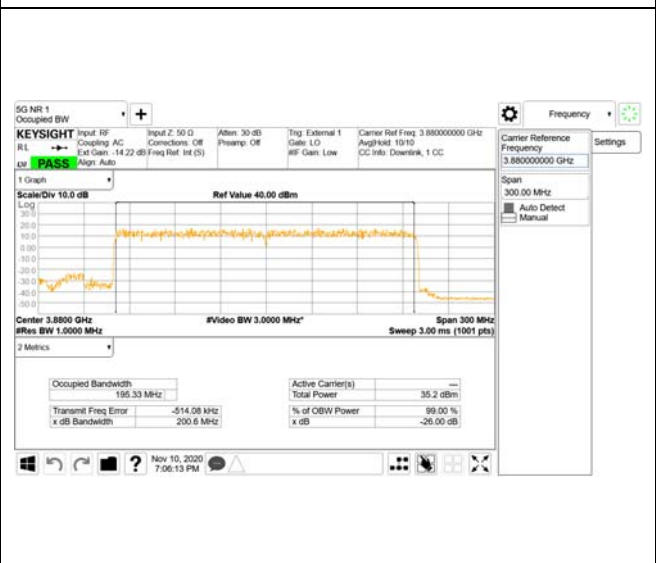 5G NR 1
Occupied BW
Frequency
KEYSIGHT
RL
PASS
Input: RF
Coupling: AC
Ext Gain: -14.22 dB
Align: Auto
Input Z: 50 Ω
Corrections: Off
Freq Ref: Int (S)
Atten: 30 dB
Preamp: Off
Trig: External 1
Gate: LO
#IF Gain: Low
Carrier Ref Freq: 3.880000000 GHz
Avg|Hold: 10/10
CC Info: Downlink, 1 CC
Carrier Reference
Frequency
3.880000000 GHz
Settings
Span
300.00 MHz
Auto Detect
Manual
1 Graph
Scale/Div 10.0 dB
Ref Value 40.00 dBm
Log
30.0
20.0
10.0
0.00
-10.0
-20.0
-30.0
-40.0
-50.0
Center 3.8800 GHz
#Video BW 3.0000 MHz*
Span 300 MHz
#Res BW 1.0000 MHz
Sweep 3.00 ms (1001 pts)
2 Metrics
Occupied Bandwidth
195.33 MHz
Transmit Freq Error -514.08 kHz
x dB Bandwidth 200.6 MHz
Active Carrier(s) —
Total Power 35.2 dBm
% of OBW Power 99.00 %
x dB -26.00 dB
Nov 10, 2020
7:06:13 PM